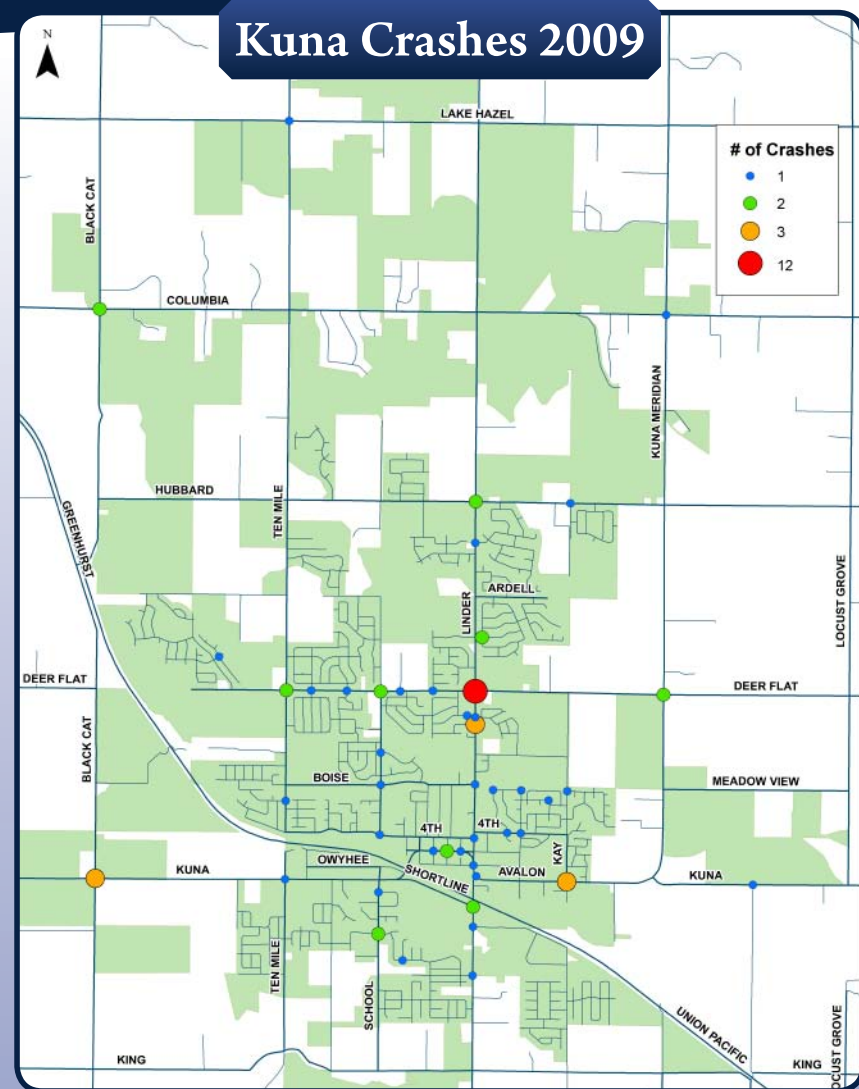 Kuna Crashes 2009
N
LAKE HAZEL
# of Crashes
1
2
3
12
BLACK CAT
COLUMBIA
KUNA MERIDIAN
HUBBARD
TEN MILE
GREENHURST
LOCUST GROVE
ARDELL
LINDER
DEER FLAT
DEER FLAT
BLACK CAT
BOISE
MEADOW VIEW
4TH
4TH
KAY
OWYHEE
KUNA
SHORTLINE
AVALON
KUNA
TEN MILE
SCHOOL
UNION PACIFIC
OCUST GROVE
KING
KING